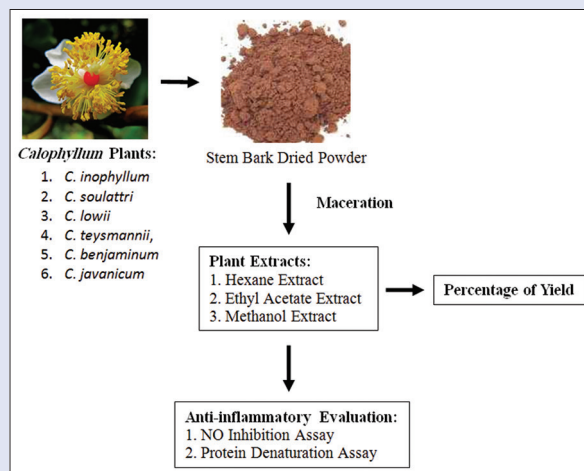 Calophyllum Plants:
1. C. inophyllum
2. C. soulattri
3. C. lowii
4. C. teysmannii,
5. C. benjaminum
6. C. javanicum
Stem Bark Dried Powder
Maceration
Plant Extracts:
1. Hexane Extract
2. Ethyl Acetate Extract
3. Methanol Extract
Percentage of Yield
Anti-inflammatory Evaluation:
1. NO Inhibition Assay
2. Protein Denaturation Assay